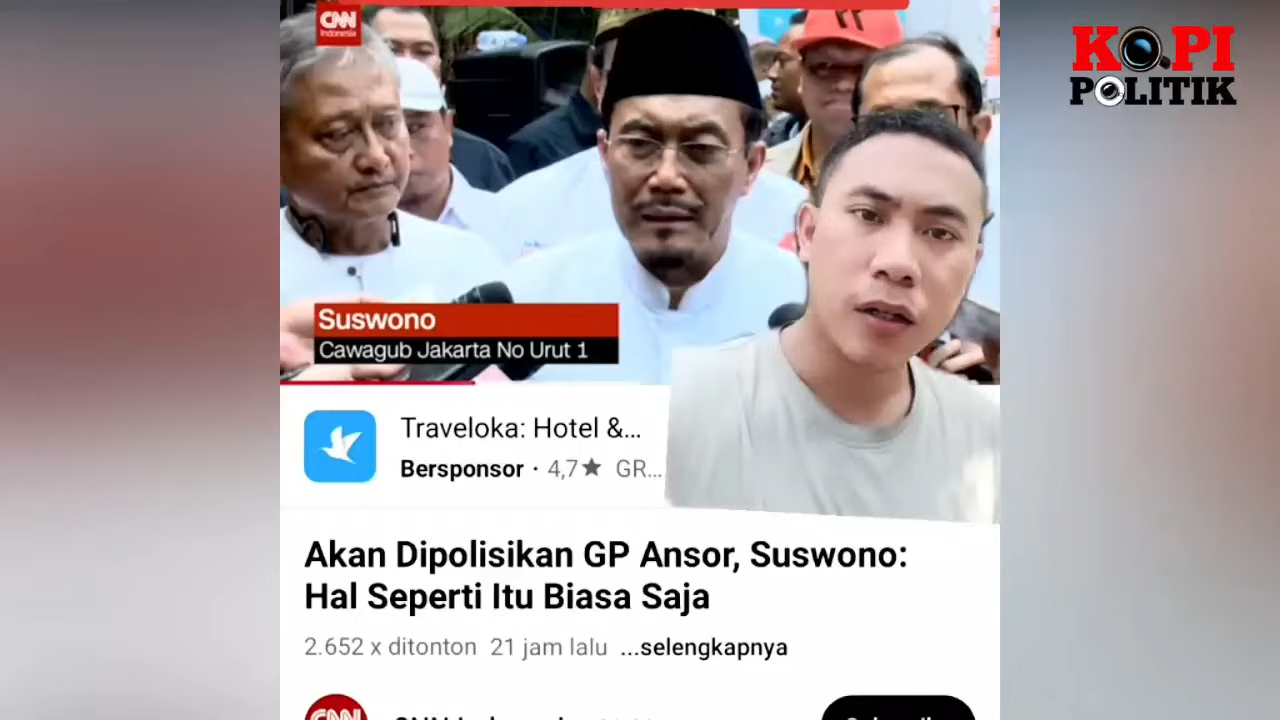 CNN
Indonesia
KOPI
POLITIK
Suswono
Cawagub Jakarta No Urut 1
Traveloka: Hotel &...
Bersponsor · 4,7★ GR...
Akan Dipolisikan GP Ansor, Suswono:
Hal Seperti Itu Biasa Saja
2.652 x ditonton 21 jam lalu ...selengkapnya
CNN